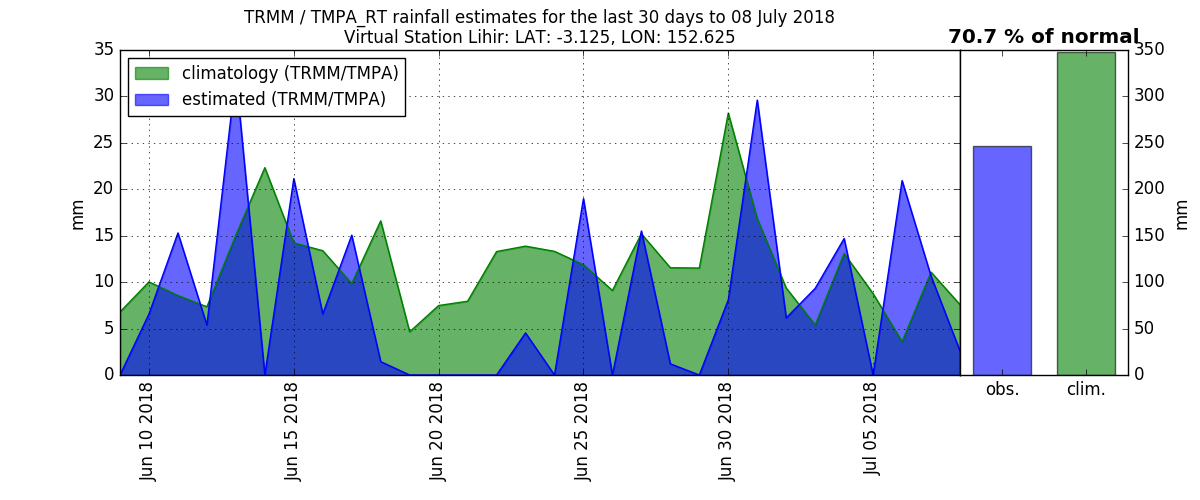 TRMM / TMPA_RT rainfall estimates for the last 30 days to 08 July 2018
Virtual Station Lihir: LAT: -3.125, LON: 152.625
70.7 % of normal
climatology (TRMM/TMPA)
estimated (TRMM/TMPA)
35
30
25
20
15
10
5
0
mm
Jun 10 2018
Jun 15 2018
Jun 20 2018
Jun 25 2018
Jun 30 2018
Jul 05 2018
obs.
clim.
350
300
250
200
150
100
50
0
mm